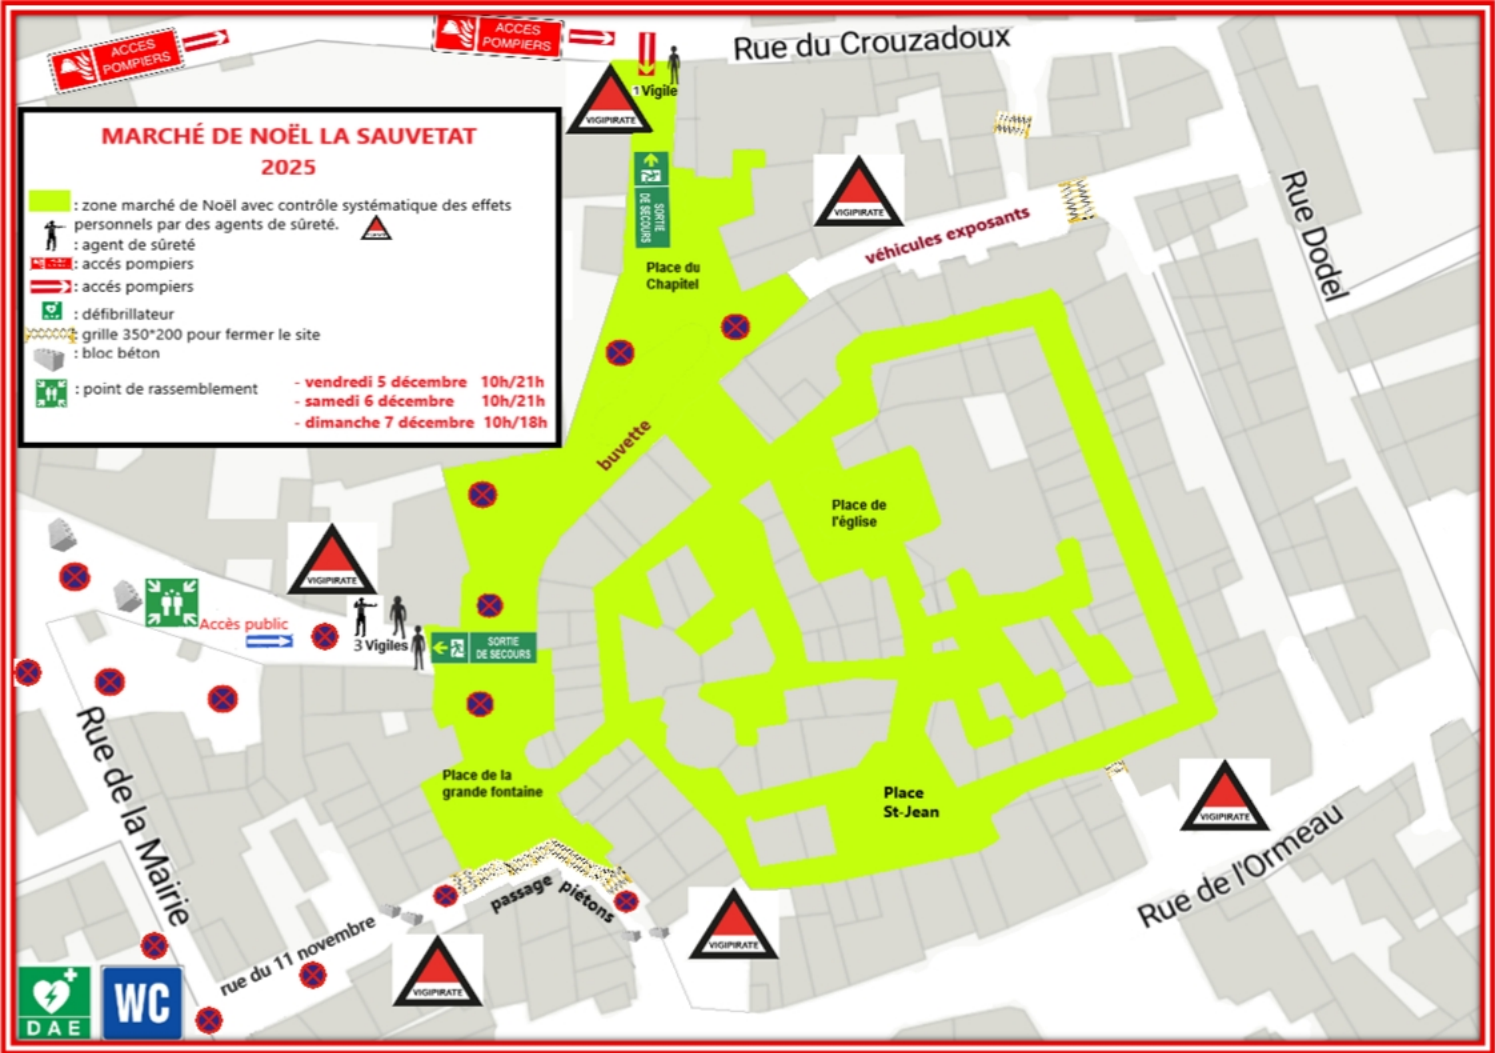 ACCES
POMPIERS
ACCES
POMPIERS
Rue du Crouzadoux
1 Vigile
VIGIPIRATE
MARCHÉ DE NOËL LA SAUVETAT
2025
: zone marché de Noël avec contrôle systématique des effets
personnels par des agents de sûreté.
: agent de sûreté
: accés pompiers
: accés pompiers
: défibrillateur
: grille 350*200 pour fermer le site
: bloc béton
: point de rassemblement
- vendredi 5 décembre 10h/21h
- samedi 6 décembre 10h/21h
- dimanche 7 décembre 10h/18h
SORTIE
DE SECOURS
VIGIPIRATE
véhicules exposants
Rue Dodel
Place du
Chapitel
buvette
Place de
l'église
VIGIPIRATE
Accès public
3 Vigiles
SORTIE
DE SECOURS
Rue de la Mairie
Place de la
grande fontaine
Place
St-Jean
VIGIPIRATE
Rue de l'Ormeau
passage piétons
rue du 11 novembre
VIGIPIRATE
VIGIPIRATE
DAE
WC